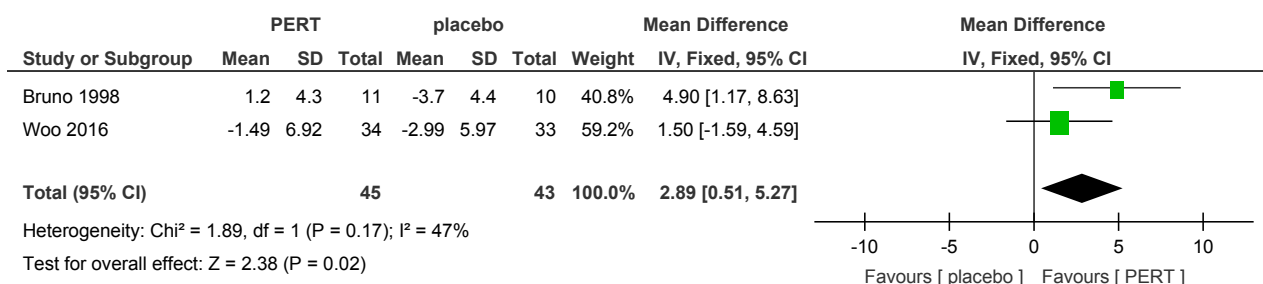 PERT placebo Mean Difference Mean Difference
Study or Subgroup Mean SD Total Mean SD Total Weight IV, Fixed, 95% CI IV, Fixed, 95% CI
Bruno 1998 1.2 4.3 11 -3.7 4.4 10 40.8% 4.90 [1.17, 8.63]
Woo 2016 -1.49 6.92 34 -2.99 5.97 33 59.2% 1.50 [-1.59, 4.59]
Total (95% CI) 45 43 100.0% 2.89 [0.51, 5.27]
Heterogeneity: Chi² = 1.89, df = 1 (P = 0.17); I² = 47%
Test for overall effect: Z = 2.38 (P = 0.02)
-10 -5 0 5 10
Favours [ placebo ] Favours [ PERT ]